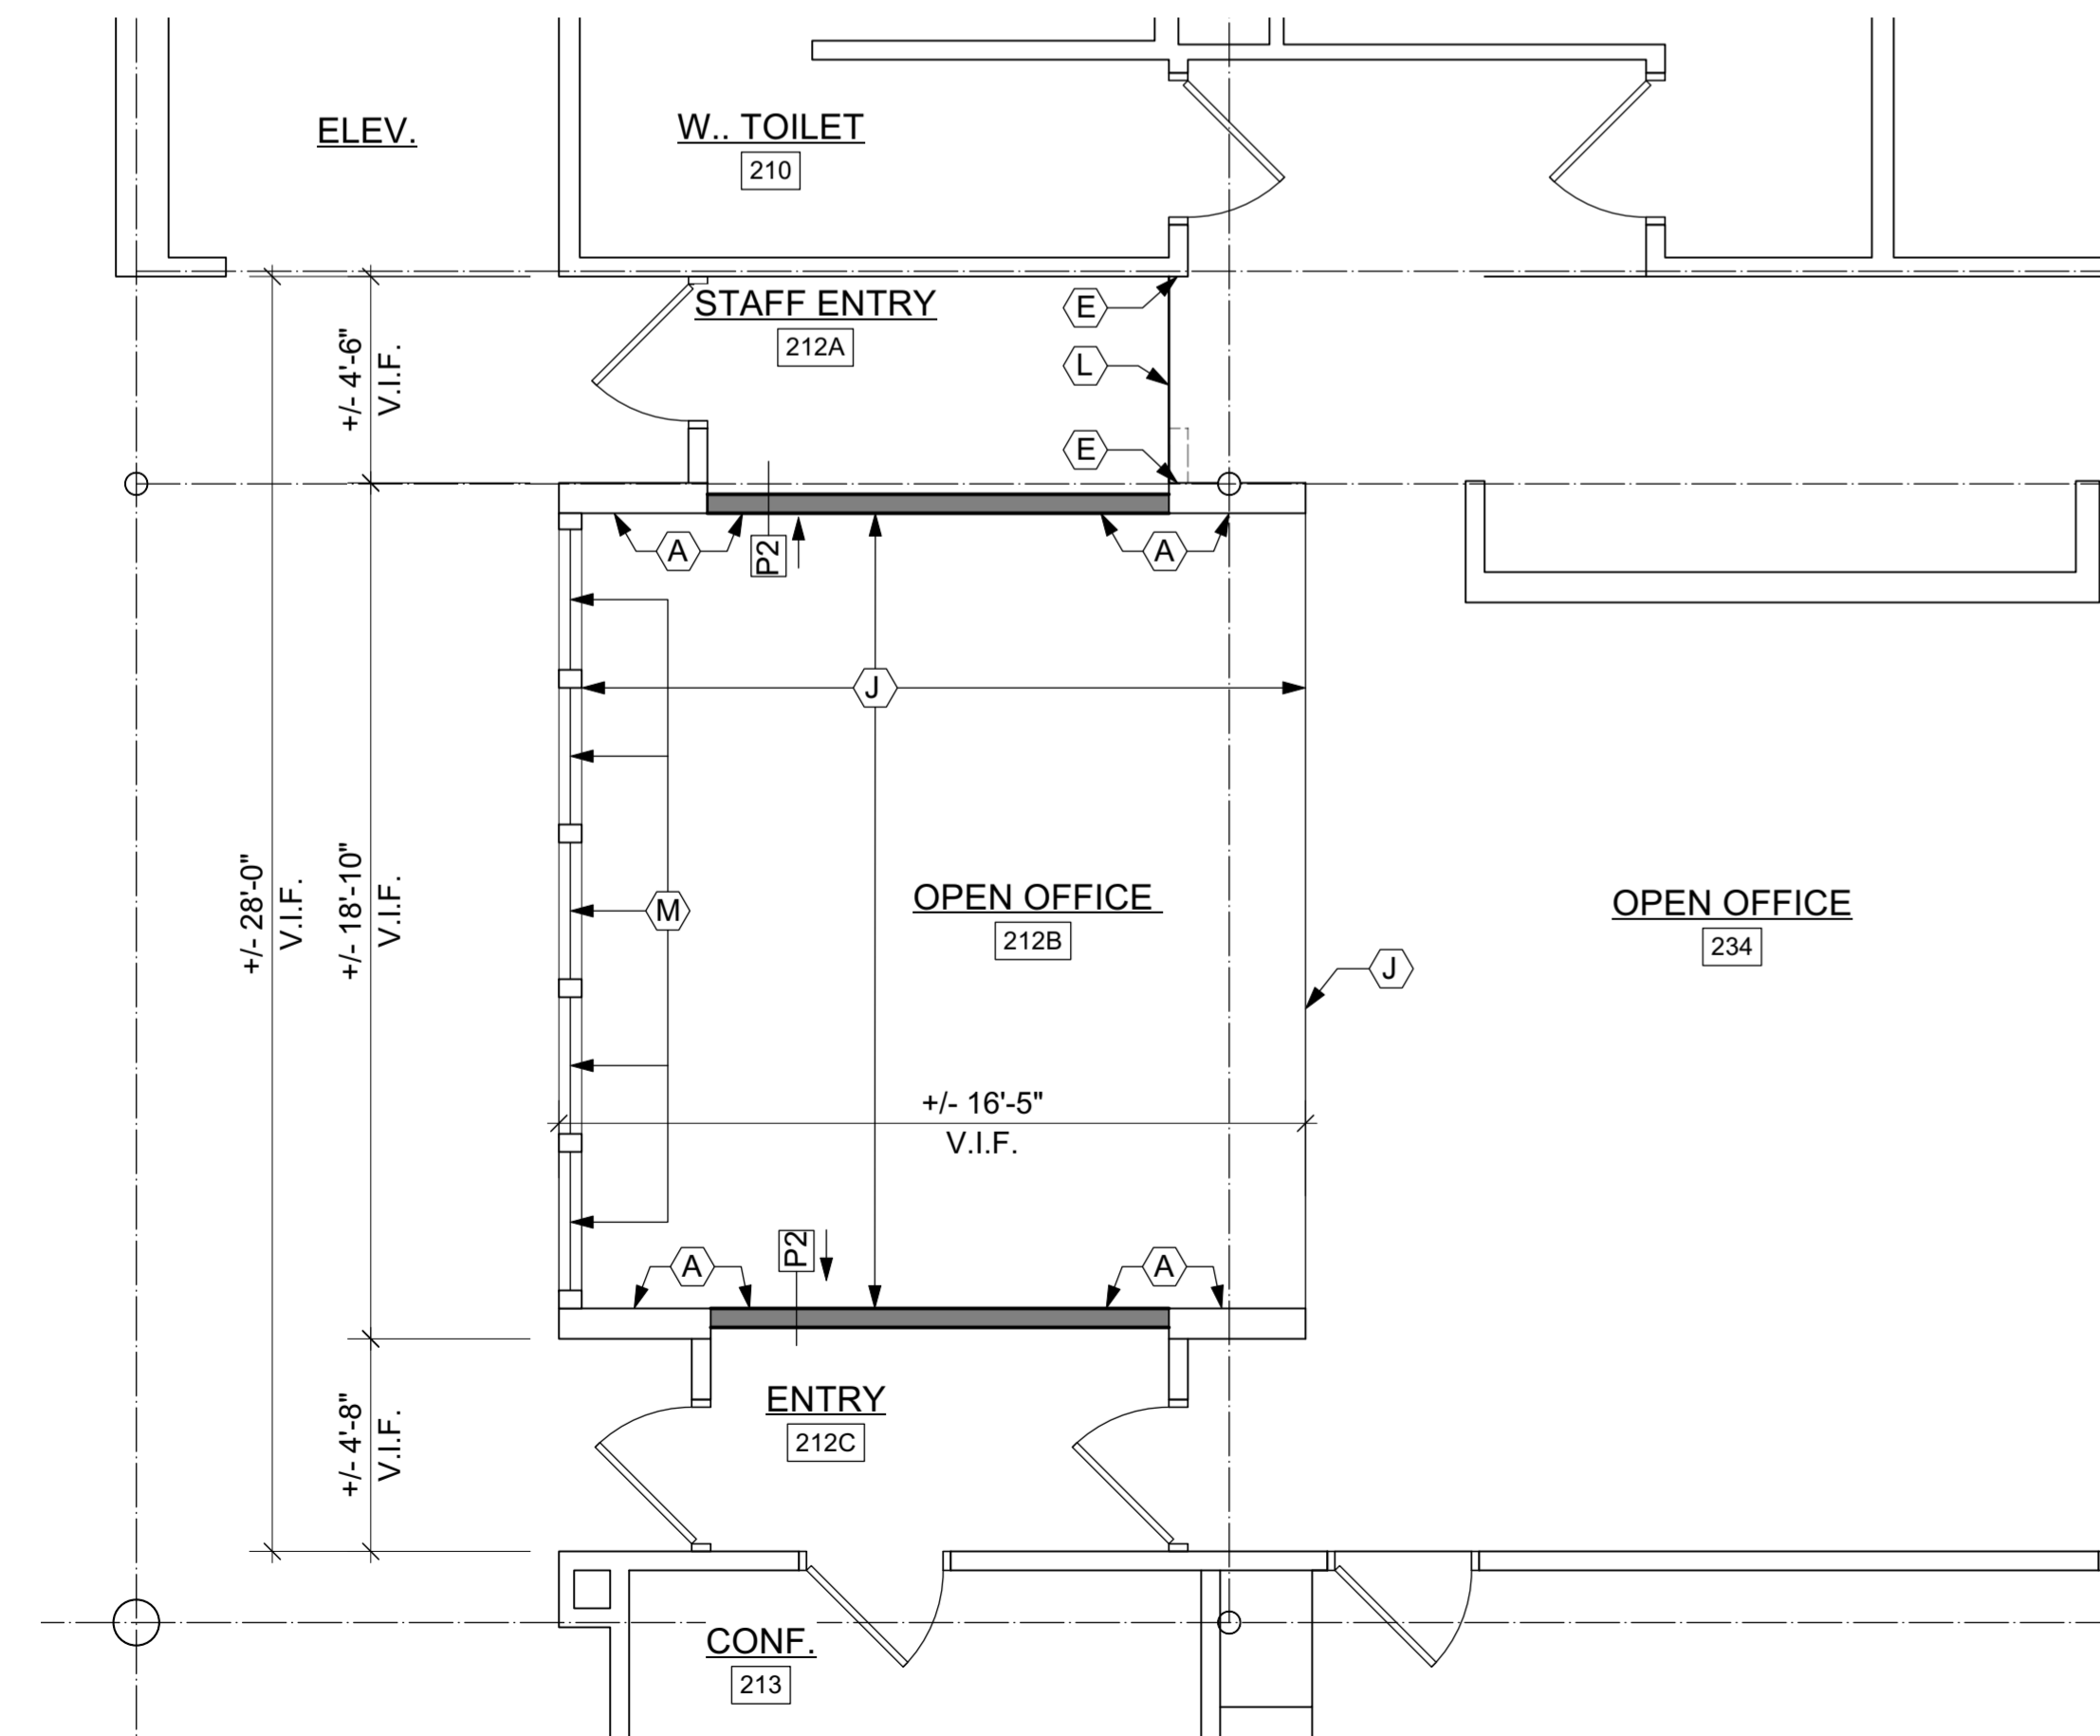 ELEV.
W.. TOILET
210
STAFF ENTRY
212A
E
L
E
+/- 4'-6"
V.I.F.
A
P2
A
J
M
OPEN OFFICE
212B
OPEN OFFICE
234
J
+/- 28'-0"
V.I.F.
+/- 18'-10"
V.I.F.
+/- 16'-5"
V.I.F.
A
P2
A
ENTRY
212C
+/- 4'-8"
V.I.F.
CONF.
213